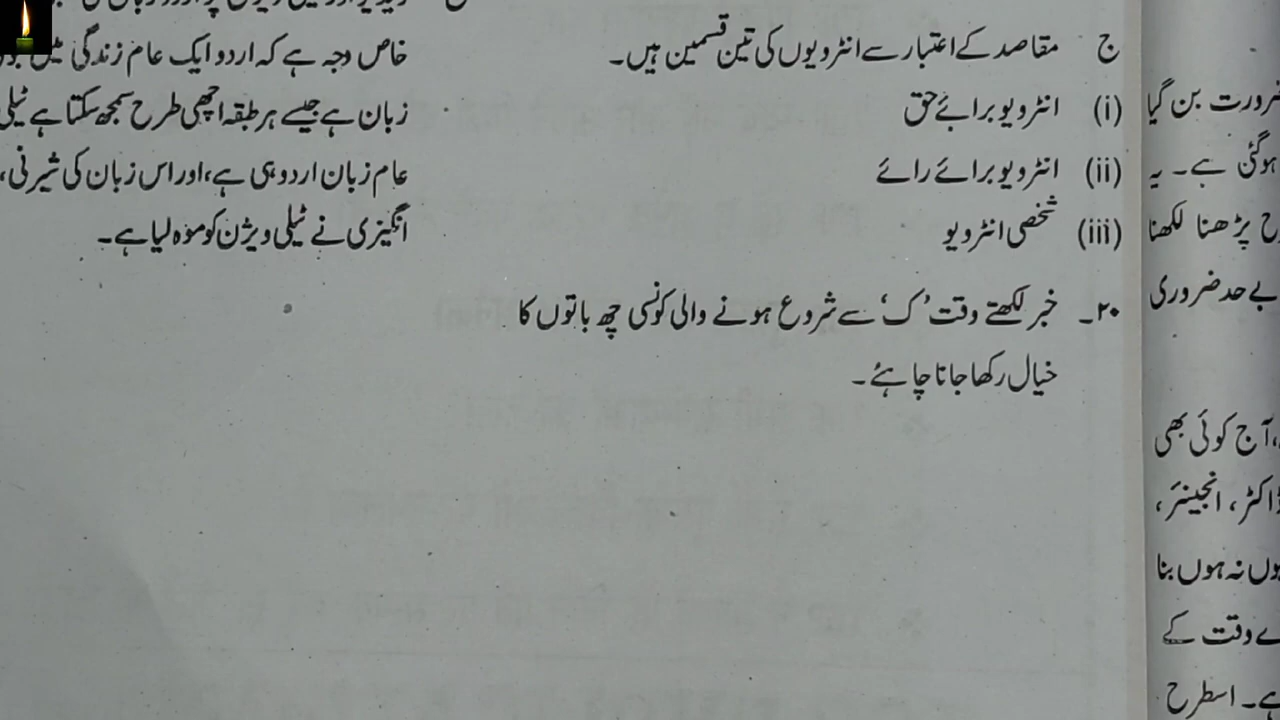 ج مقاصد کے اعتبار سے انٹرویوں کی تین قسمین ہیں۔
(i) انٹرویو برائے حق
(ii) انٹرویو برائے رائے
(iii) شخصی انٹرویو
۲۰۔ خبر لکھتے وقت ’ک‘ سے شروع ہونے والی کونسی چھ باتوں کا
خیال رکھا جانا چاہئے۔
خاص وجہ ہے کہ اردو ایک عام زندگی میں
زبان ہے جیسے ہر طبقہ اچھی طرح سمجھ سکتا ہے ٹیلی
عام زبان اردو ہی ہے، اور اس زبان کی شیرنی،
انگیزی نے ٹیلی ویژن کو موہ لیا ہے۔
ضرورت بن گیا
ہوگئی ہے۔ یہ
پڑھنا لکھنا
بے حد ضروری
، آج کوئی بھی
ڈاکٹر، انجینئر،
نہ ہوں بنا
وقت کے
ہے۔ اسطرح